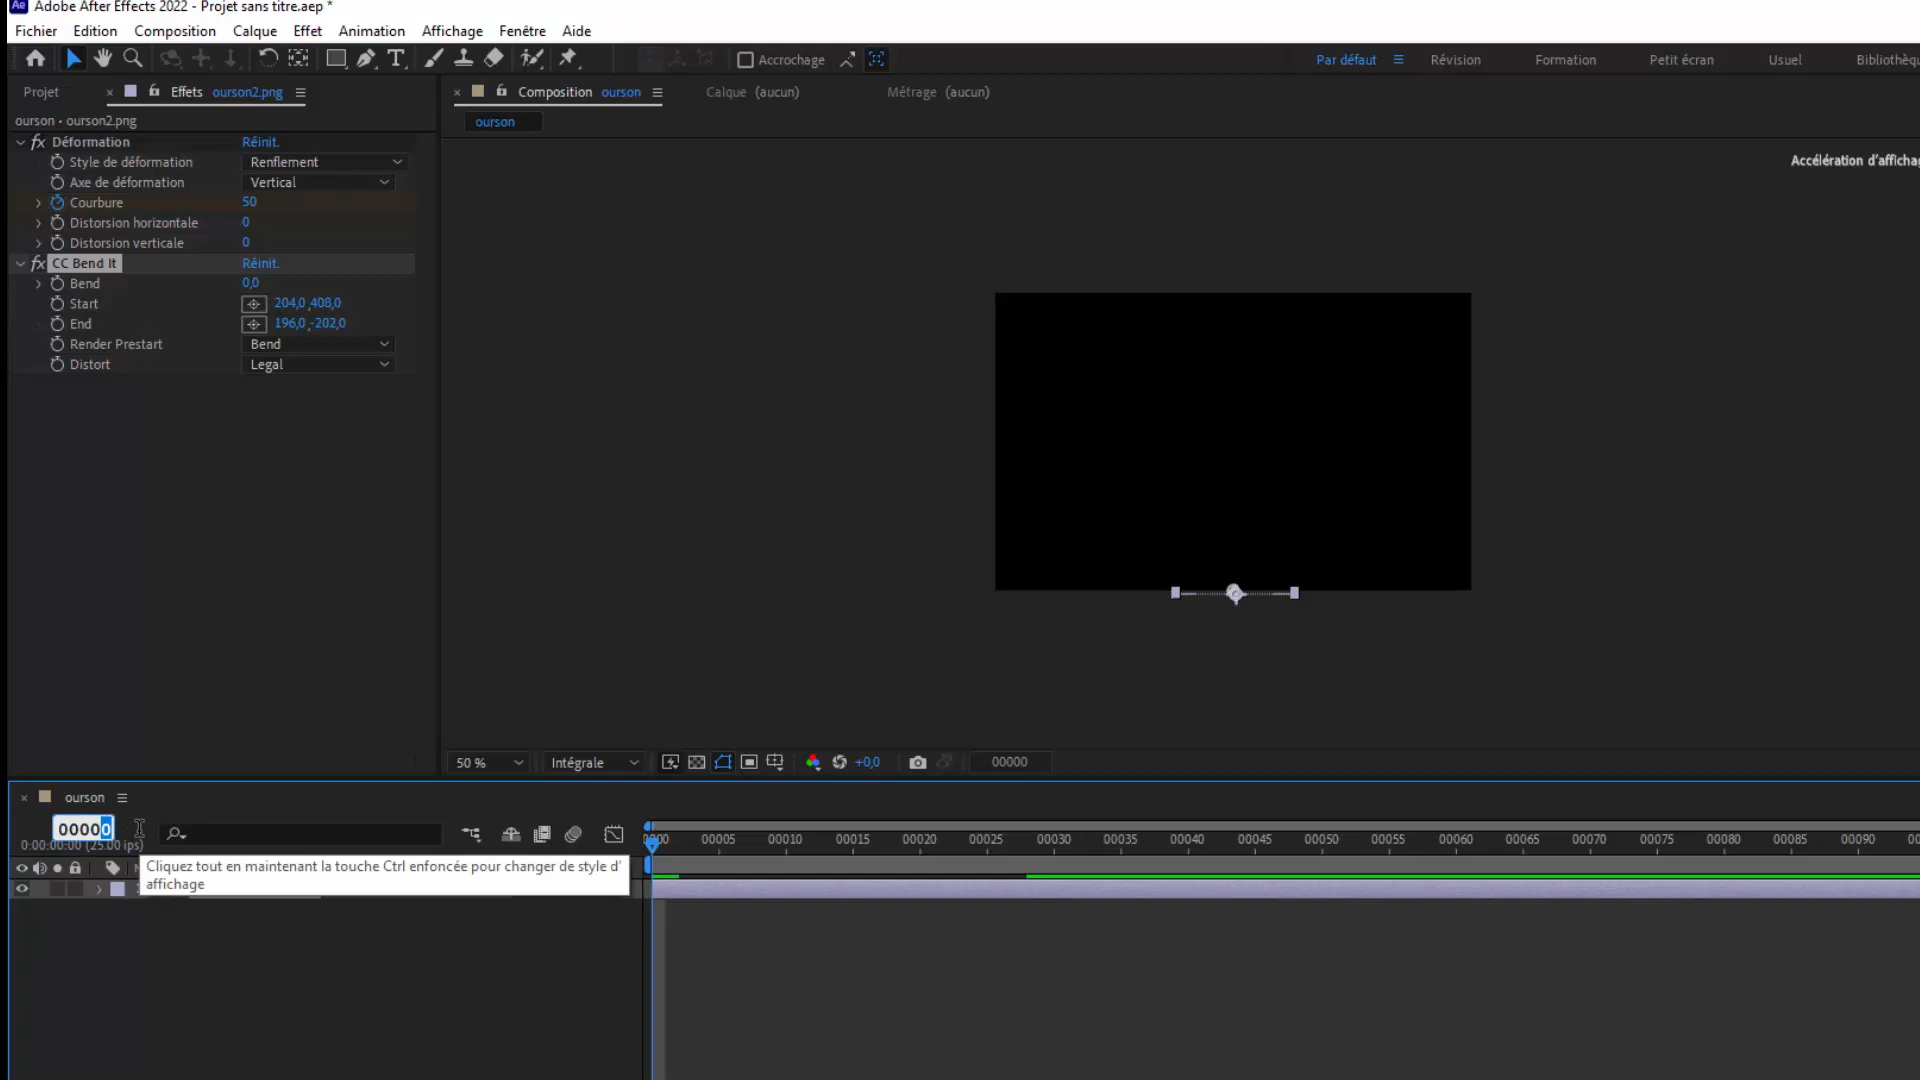 Ae Adobe After Effects 2022 - Projet sans titre.aep *
Fichier Edition Composition Calque Effet Animation Affichage Fenêtre Aide
Accrochage Par défaut Révision Formation Petit écran Usuel Bibliothèqu
Projet × Effets ourson2.png × Composition ourson Calque (aucun) Métrage (aucun)
ourson • ourson2.png
ourson
fx Déformation Réinit.
Style de déformation Renflement
Axe de déformation Vertical
Courbure 50
Distorsion horizontale 0
Distorsion verticale 0
fx CC Bend It Réinit.
Bend 0,0
Start 204,0 ,408,0
End 196,0 ,-202,0
Render Prestart Bend
Distort Legal
Accélération d'afficha
50 % Intégrale +0,0 00000
× ourson
00000
0:00:00:00 (25.00 ips)
00005 00010 00015 00020 00025 00030 00035 00040 00045 00050 00055 00060 00065 00070 00075 00080 00085 00090
Cliquez tout en maintenant la touche Ctrl enfoncée pour changer de style d'
affichage